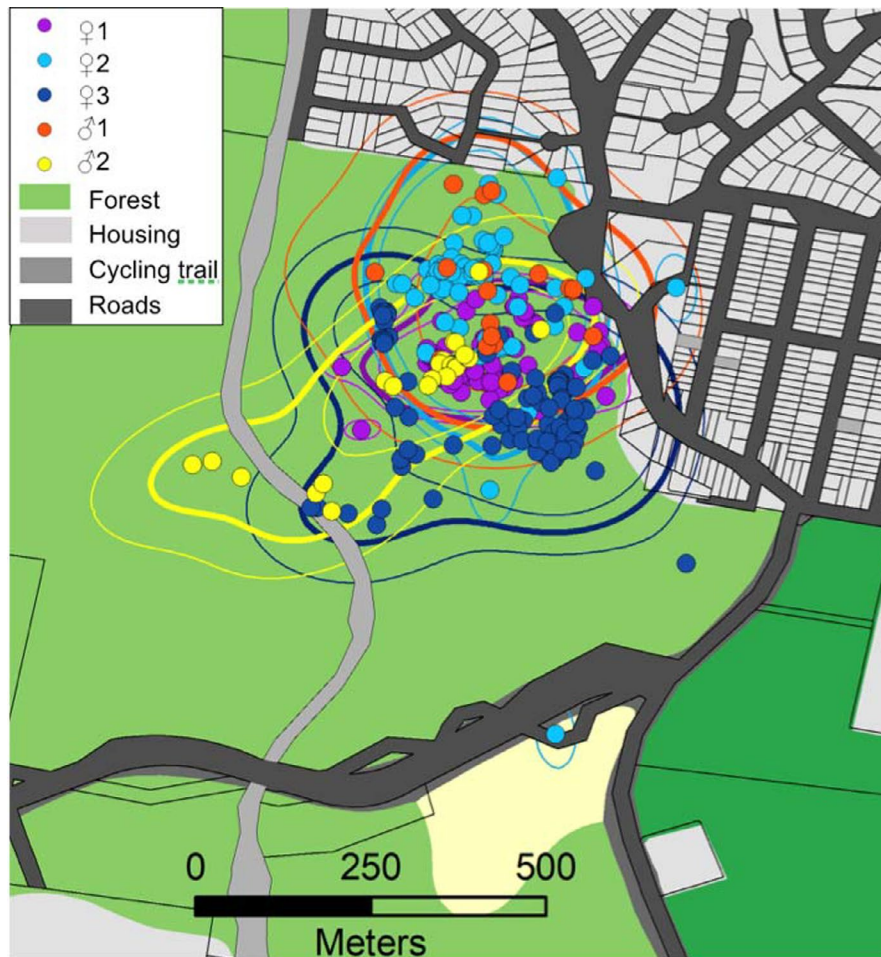 ♀1
♀2
♀3
♂1
♂2
Forest
Housing
Cycling trail
Roads
0 250 500
Meters